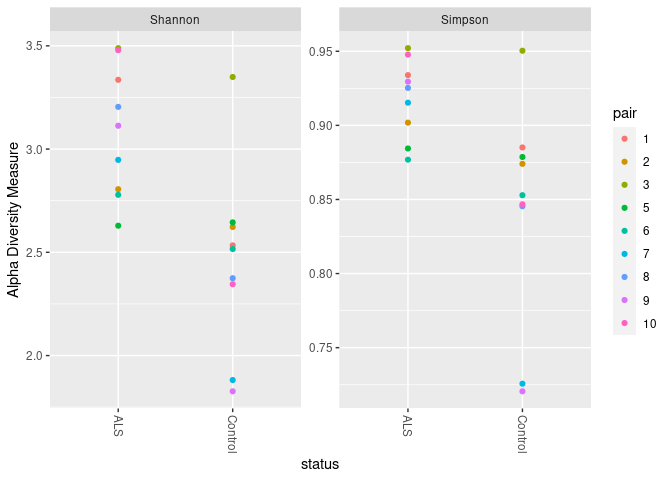 Shannon
Simpson
Alpha Diversity Measure
3.5
3.0
2.5
2.0
0.95
0.90
0.85
0.80
0.75
ALS
Control
ALS
Control
status
pair
1
2
3
5
6
7
8
9
10